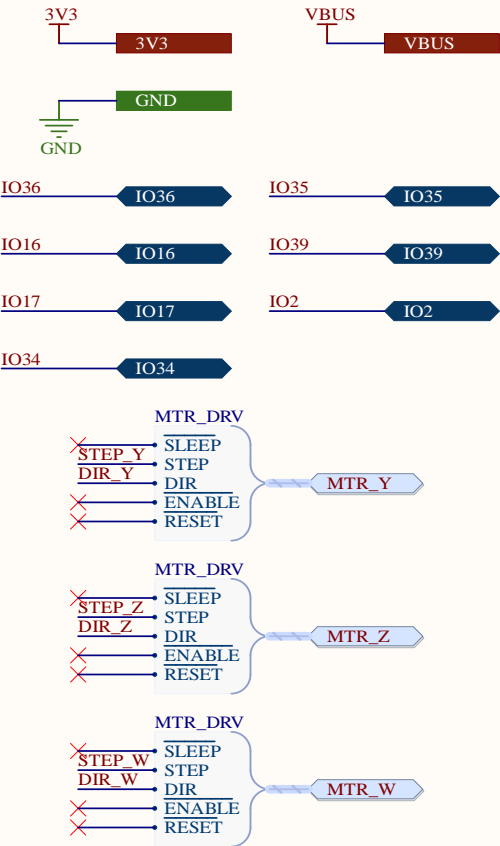 3V3 VBUS
3V3 VBUS
GND
GND
IO36 IO35
IO36 IO35
IO16 IO39
IO16 IO39
IO17 IO2
IO17 IO2
IO34
IO34
MTR_DRV
SLEEP
STEP_Y STEP
DIR_Y DIR MTR_Y
ENABLE
RESET
MTR_DRV
SLEEP
STEP_Z STEP
DIR_Z DIR MTR_Z
ENABLE
RESET
MTR_DRV
SLEEP
STEP_W STEP
DIR_W DIR MTR_W
ENABLE
RESET